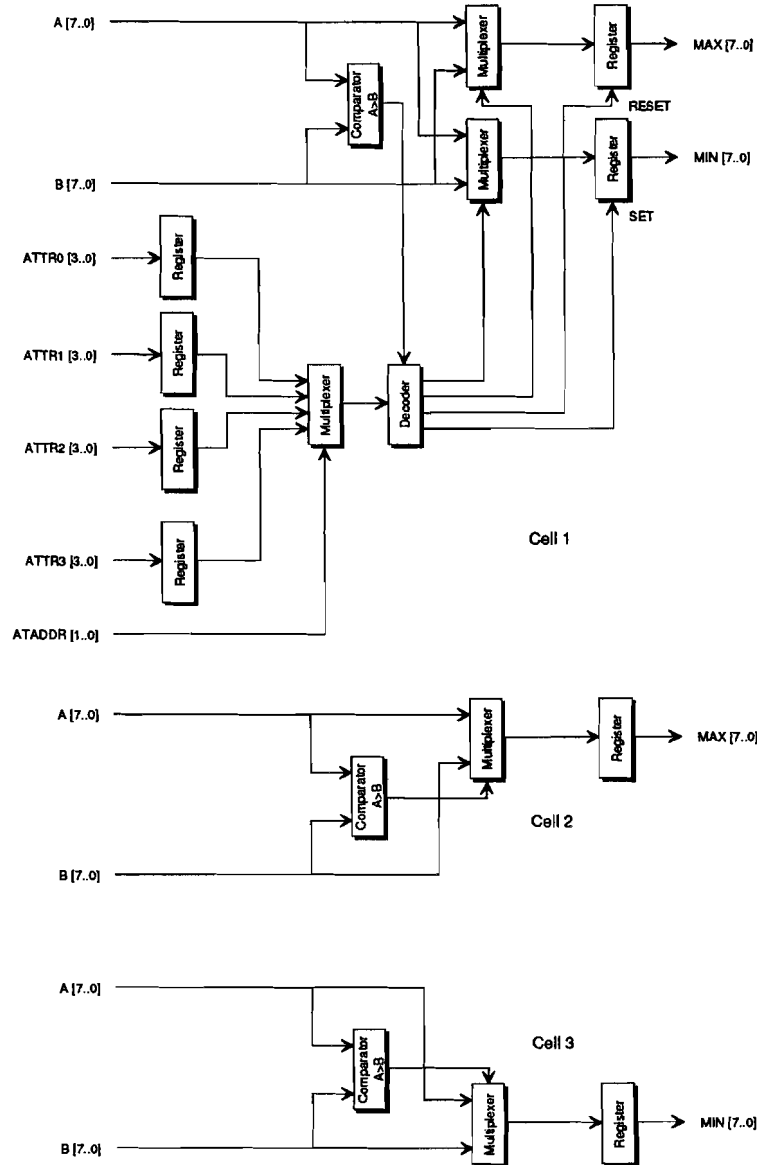 A [7..0]
Multiplexer
Register
MAX [7..0]
Comparator
A>B
RESET
Multiplexer
Register
MIN [7..0]
B [7..0]
SET
ATTR0 [3..0]
Register
ATTR1 [3..0]
Register
Multiplexer
Decoder
ATTR2 [3..0]
Register
Cell 1
ATTR3 [3..0]
Register
ATADDR [1..0]
A [7..0]
Multiplexer
Register
MAX [7..0]
Comparator
A>B
Cell 2
B [7..0]
A [7..0]
Comparator
A>B
Cell 3
Multiplexer
Register
MIN [7..0]
B [7..0]